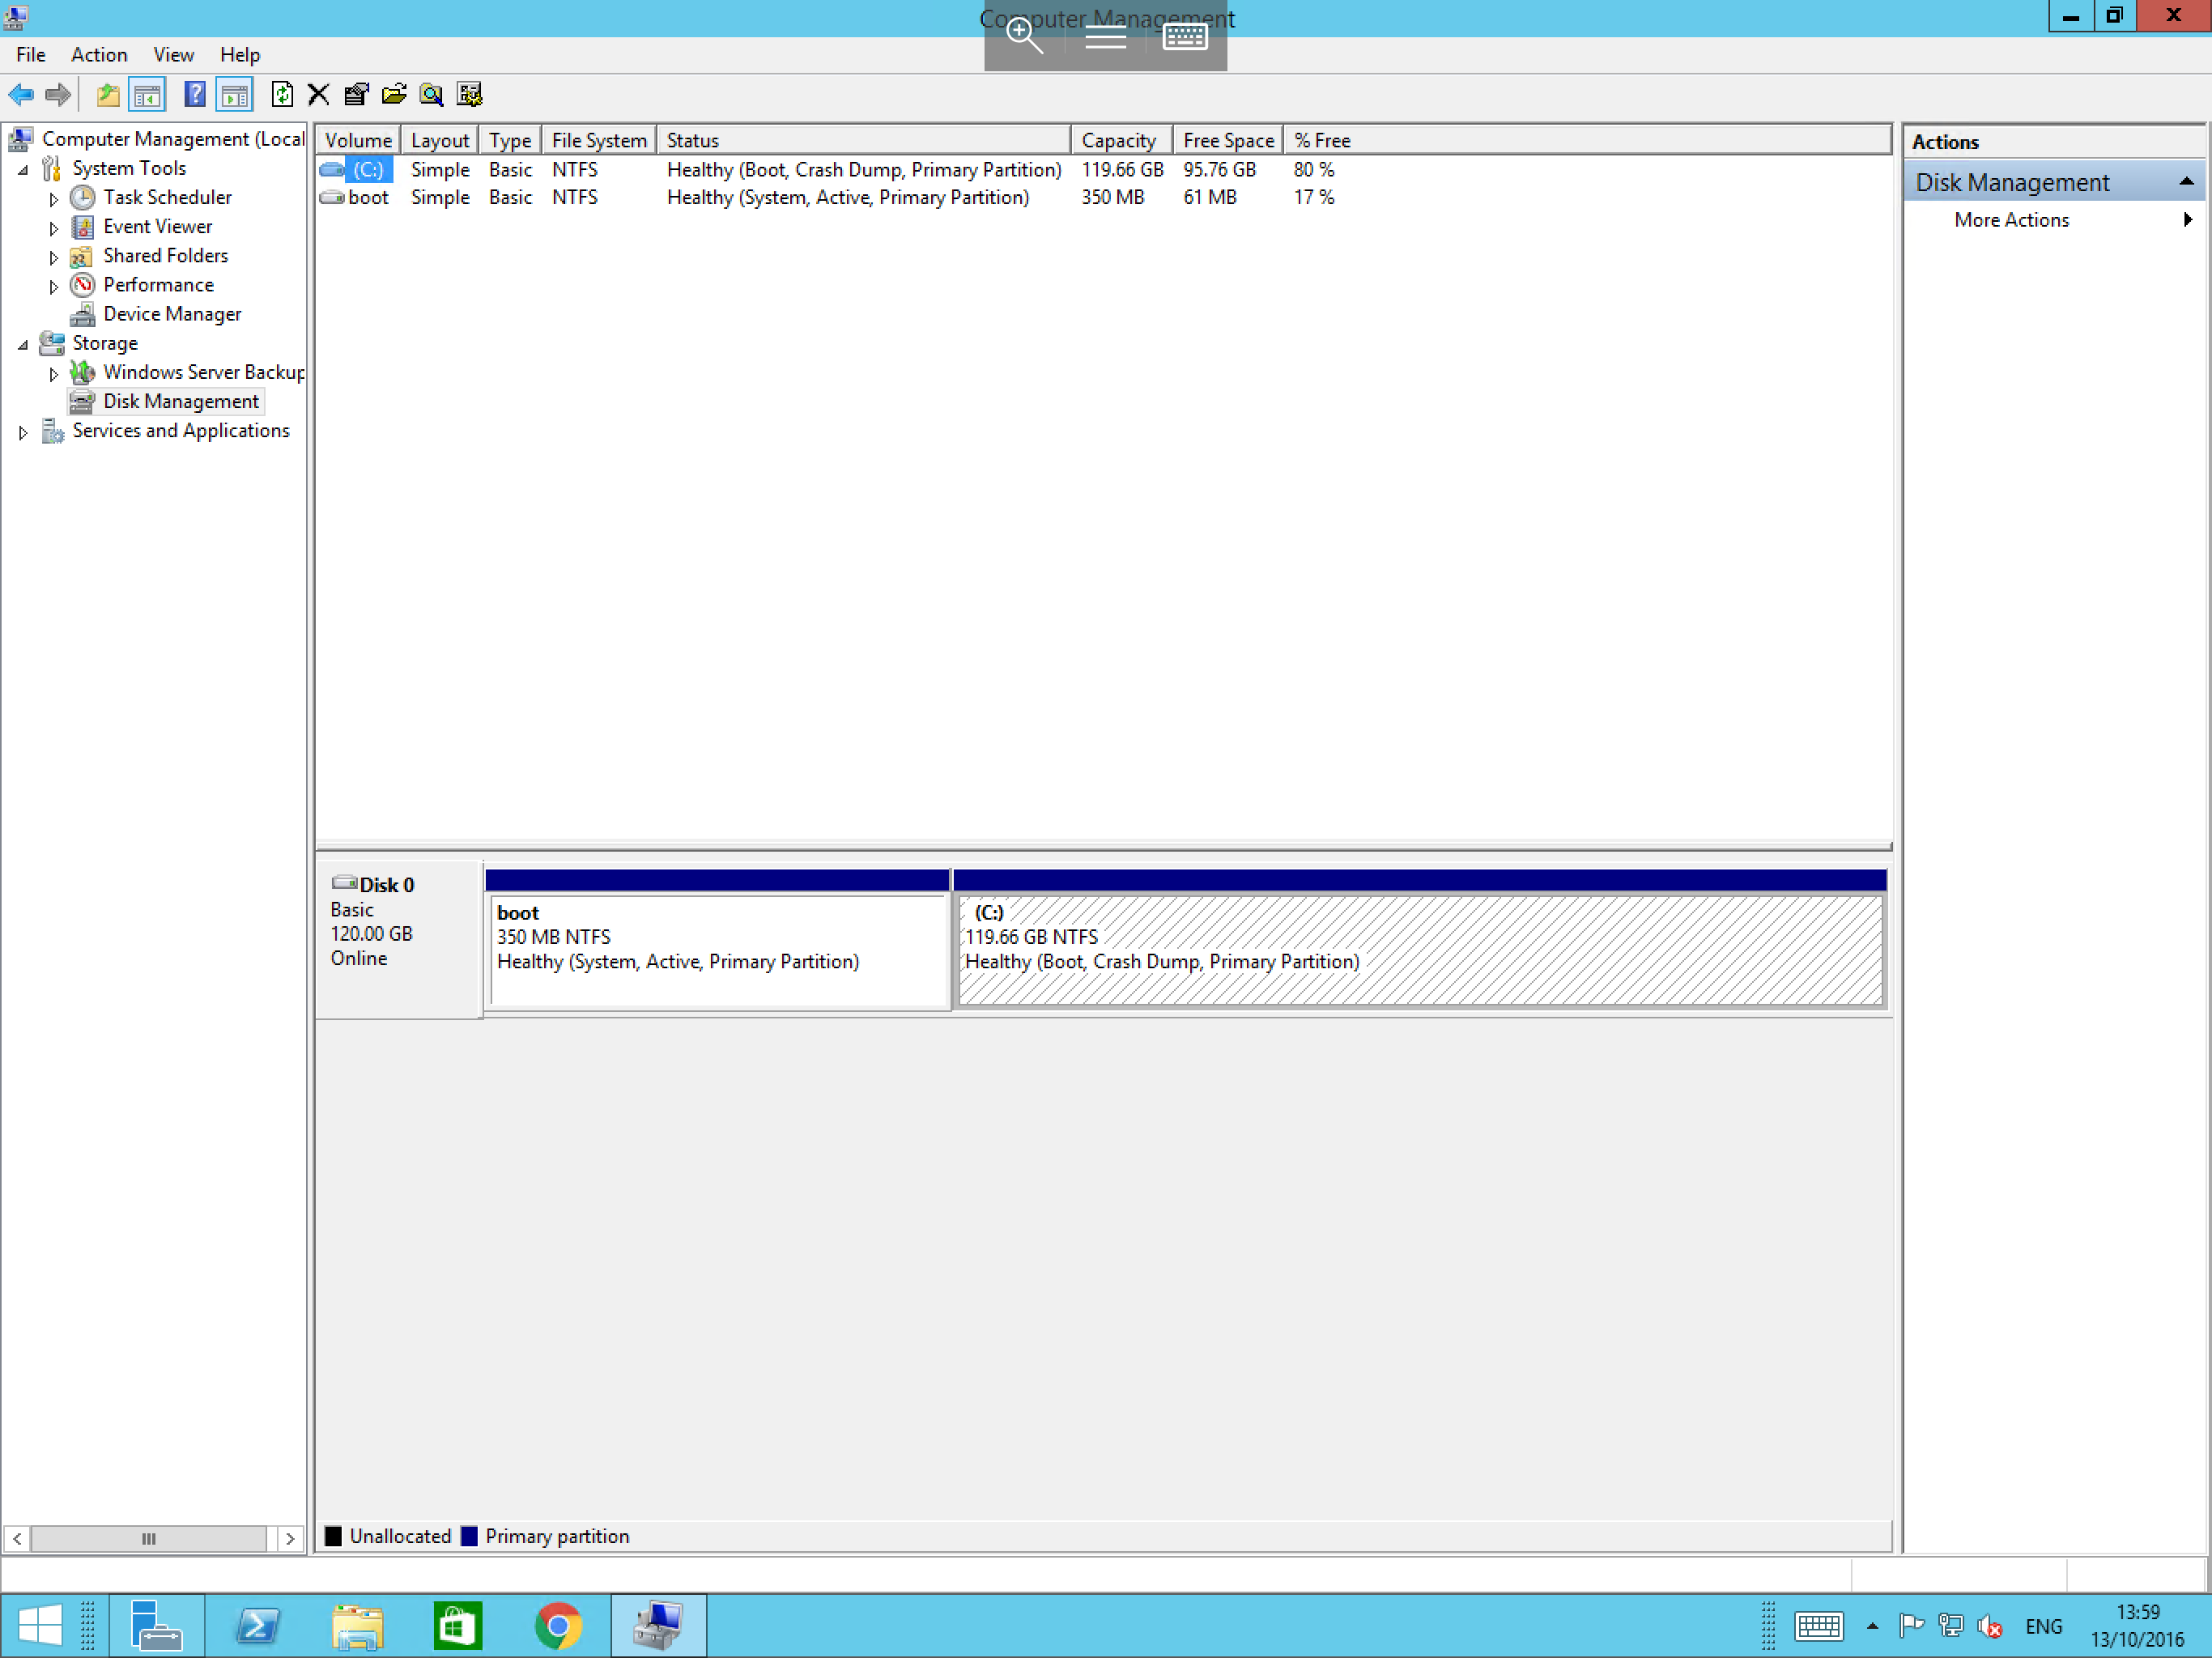 Computer Management
File Action View Help
Computer Management (Local
System Tools
Task Scheduler
Event Viewer
Shared Folders
Performance
Device Manager
Storage
Windows Server Backup
Disk Management
Services and Applications
Volume Layout Type File System Status Capacity Free Space % Free
(C:) Simple Basic NTFS Healthy (Boot, Crash Dump, Primary Partition) 119.66 GB 95.76 GB 80 %
boot Simple Basic NTFS Healthy (System, Active, Primary Partition) 350 MB 61 MB 17 %
Disk 0
Basic
120.00 GB
Online
boot
350 MB NTFS
Healthy (System, Active, Primary Partition)
(C:)
119.66 GB NTFS
Healthy (Boot, Crash Dump, Primary Partition)
Unallocated Primary partition
Actions
Disk Management
More Actions
ENG
13:59
13/10/2016